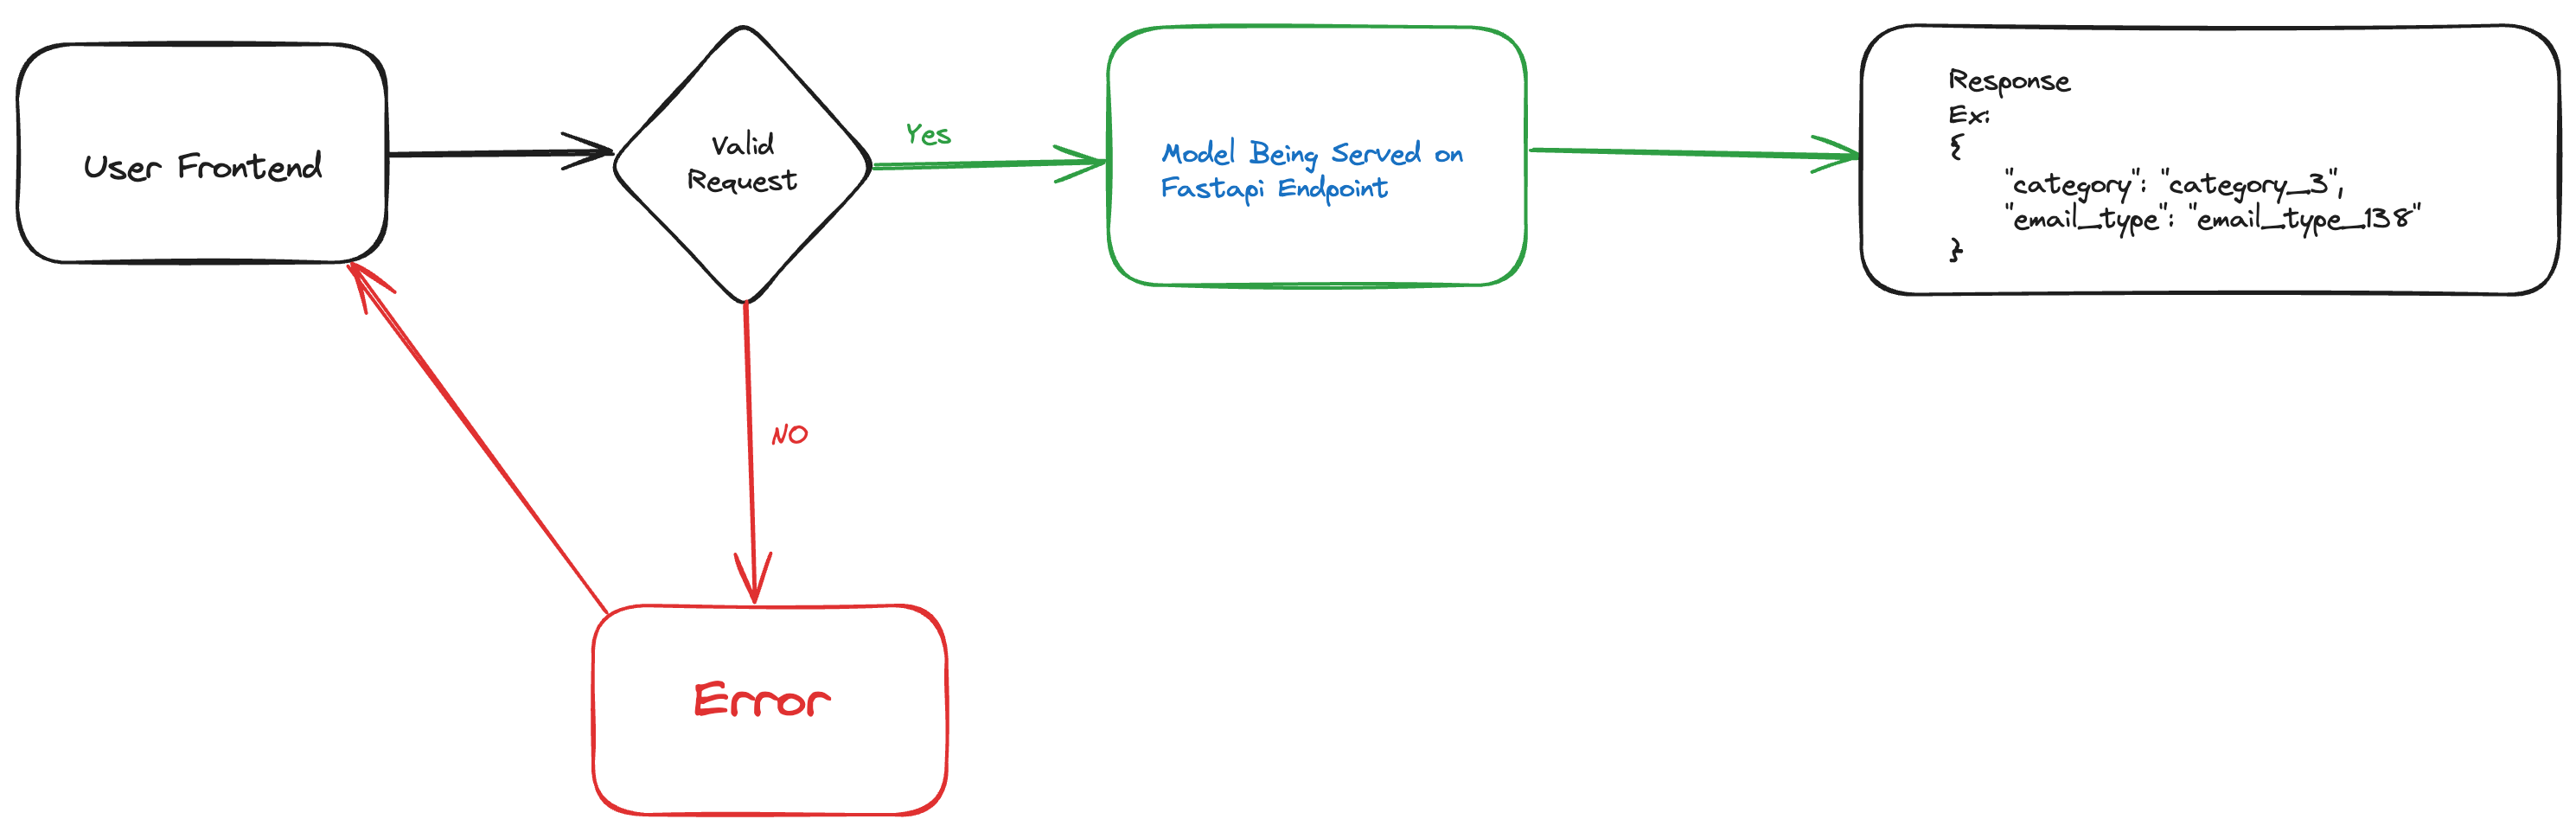 User Frontend
Valid
Request
Yes
Model Being Served on
Fastapi Endpoint
Response
Ex:
{
"category": "category_3",
"email_type": "email_type_138"
}
NO
Error